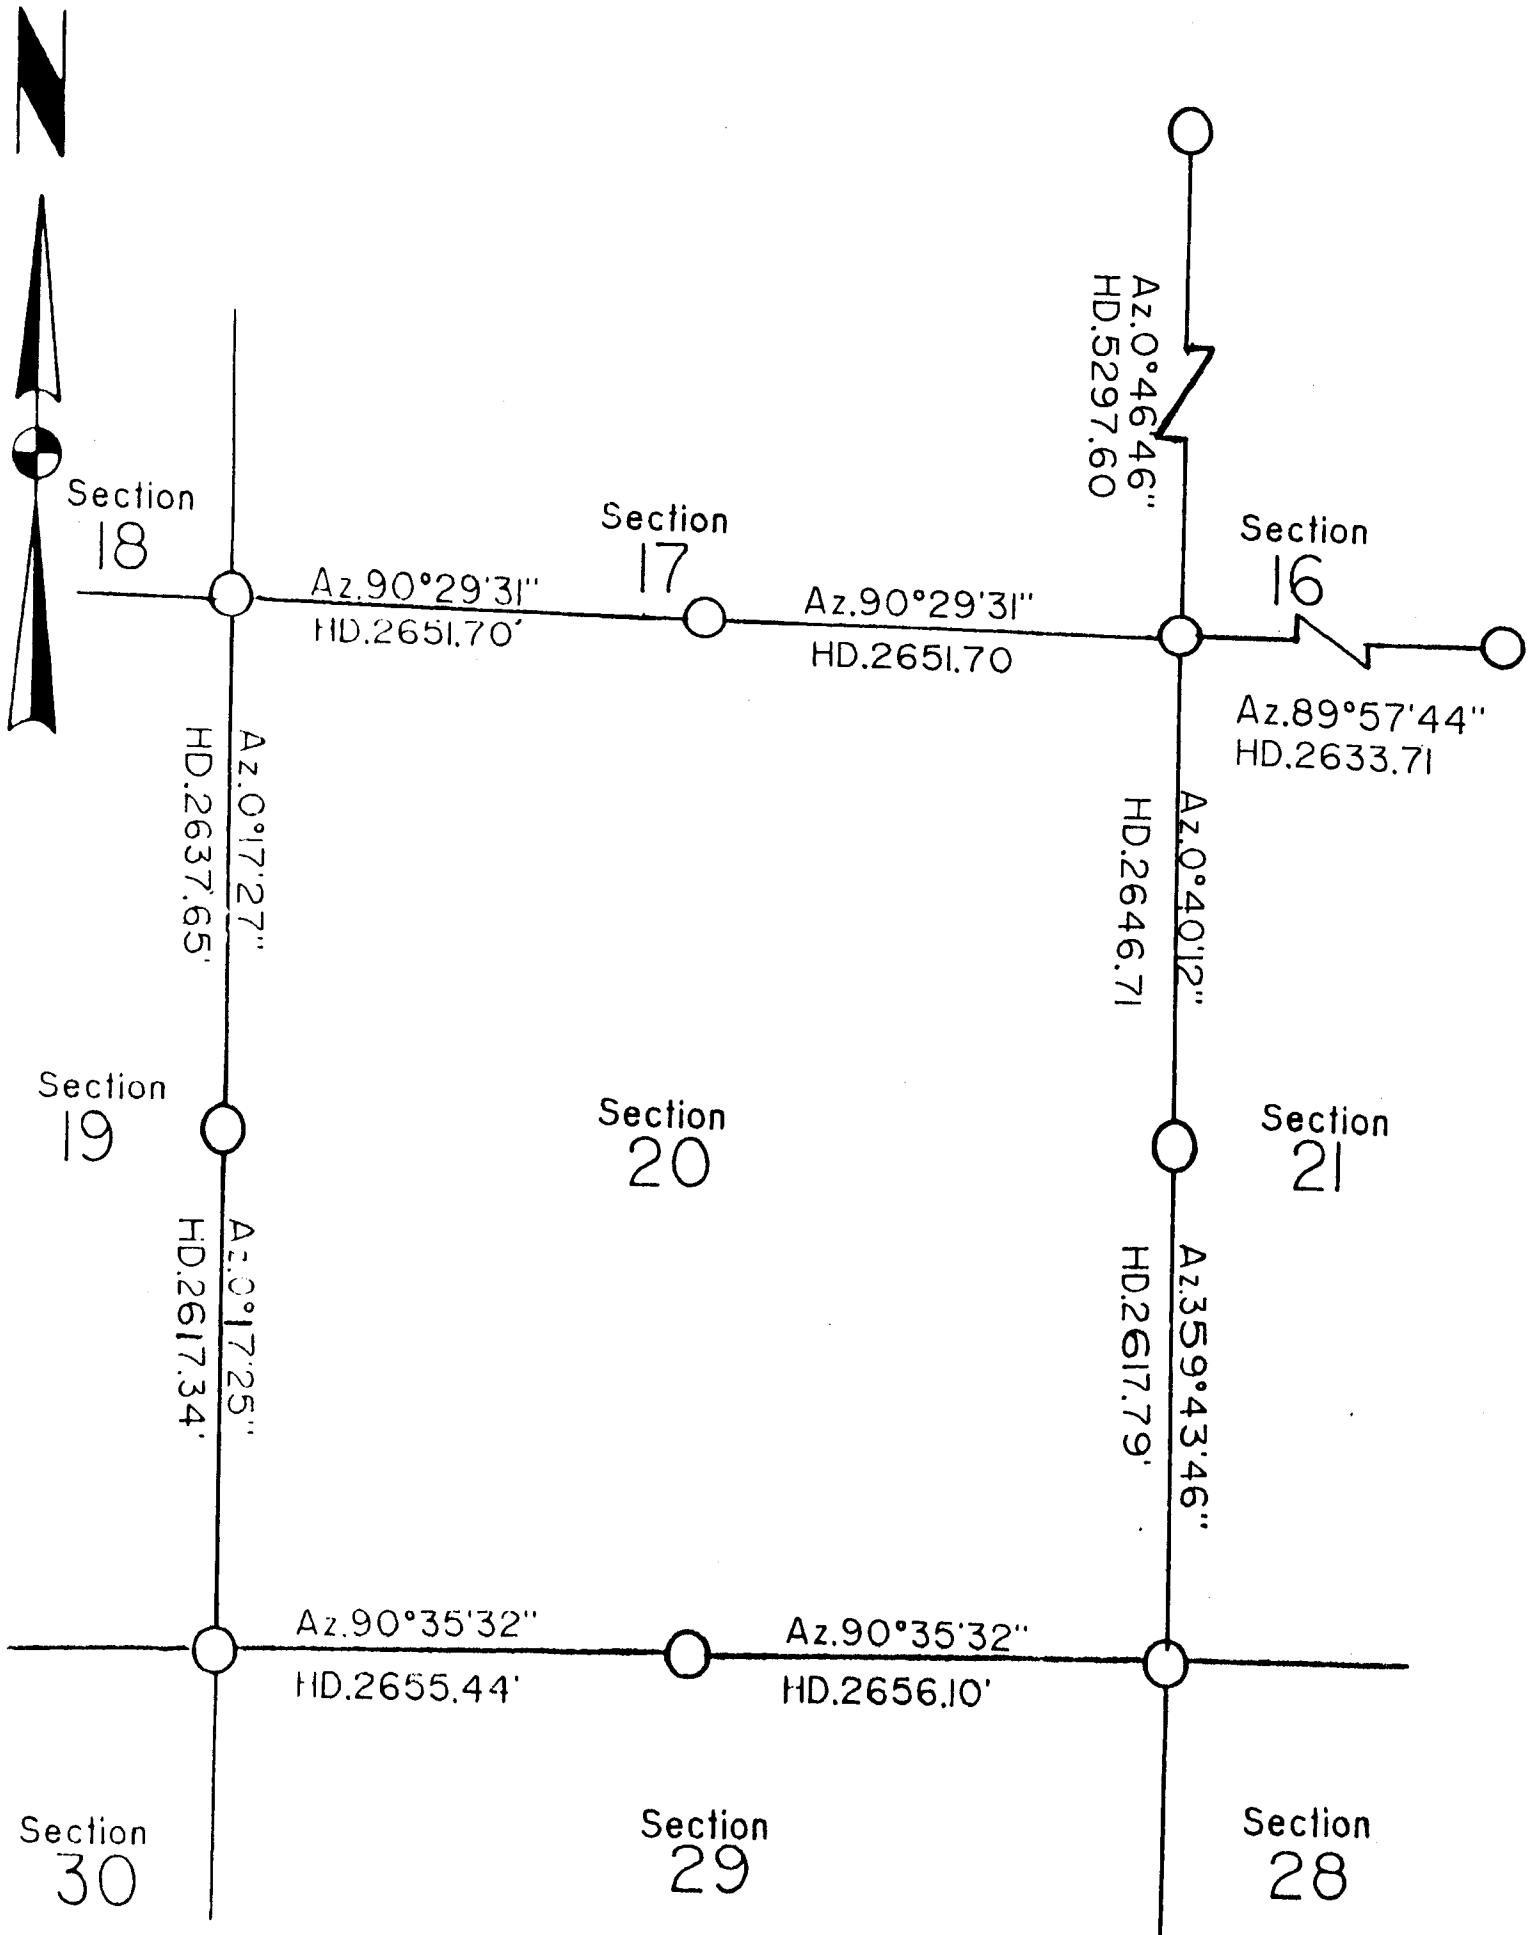 N
Az.0°46'46"
HD.5297.60
Section
18
Section
17
Section
16
Az.90°29'31"
HD.2651.70'
Az.90°29'31"
HD.2651.70
Az.89°57'44"
HD.2633.71
Az.0°17'27"
HD.2637.65'
Az.0°40'12"
HD.2646.71
Section
19
Section
20
Section
21
Az.0°17'25"
HD.2617.34'
Az.359°43'46"
HD.2617.79'
Az.90°35'32"
HD.2655.44'
Az.90°35'32"
HD.2656.10'
Section
30
Section
29
Section
28